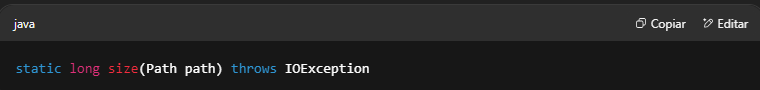 java
Copiar
Editar
static long size(Path path) throws IOException